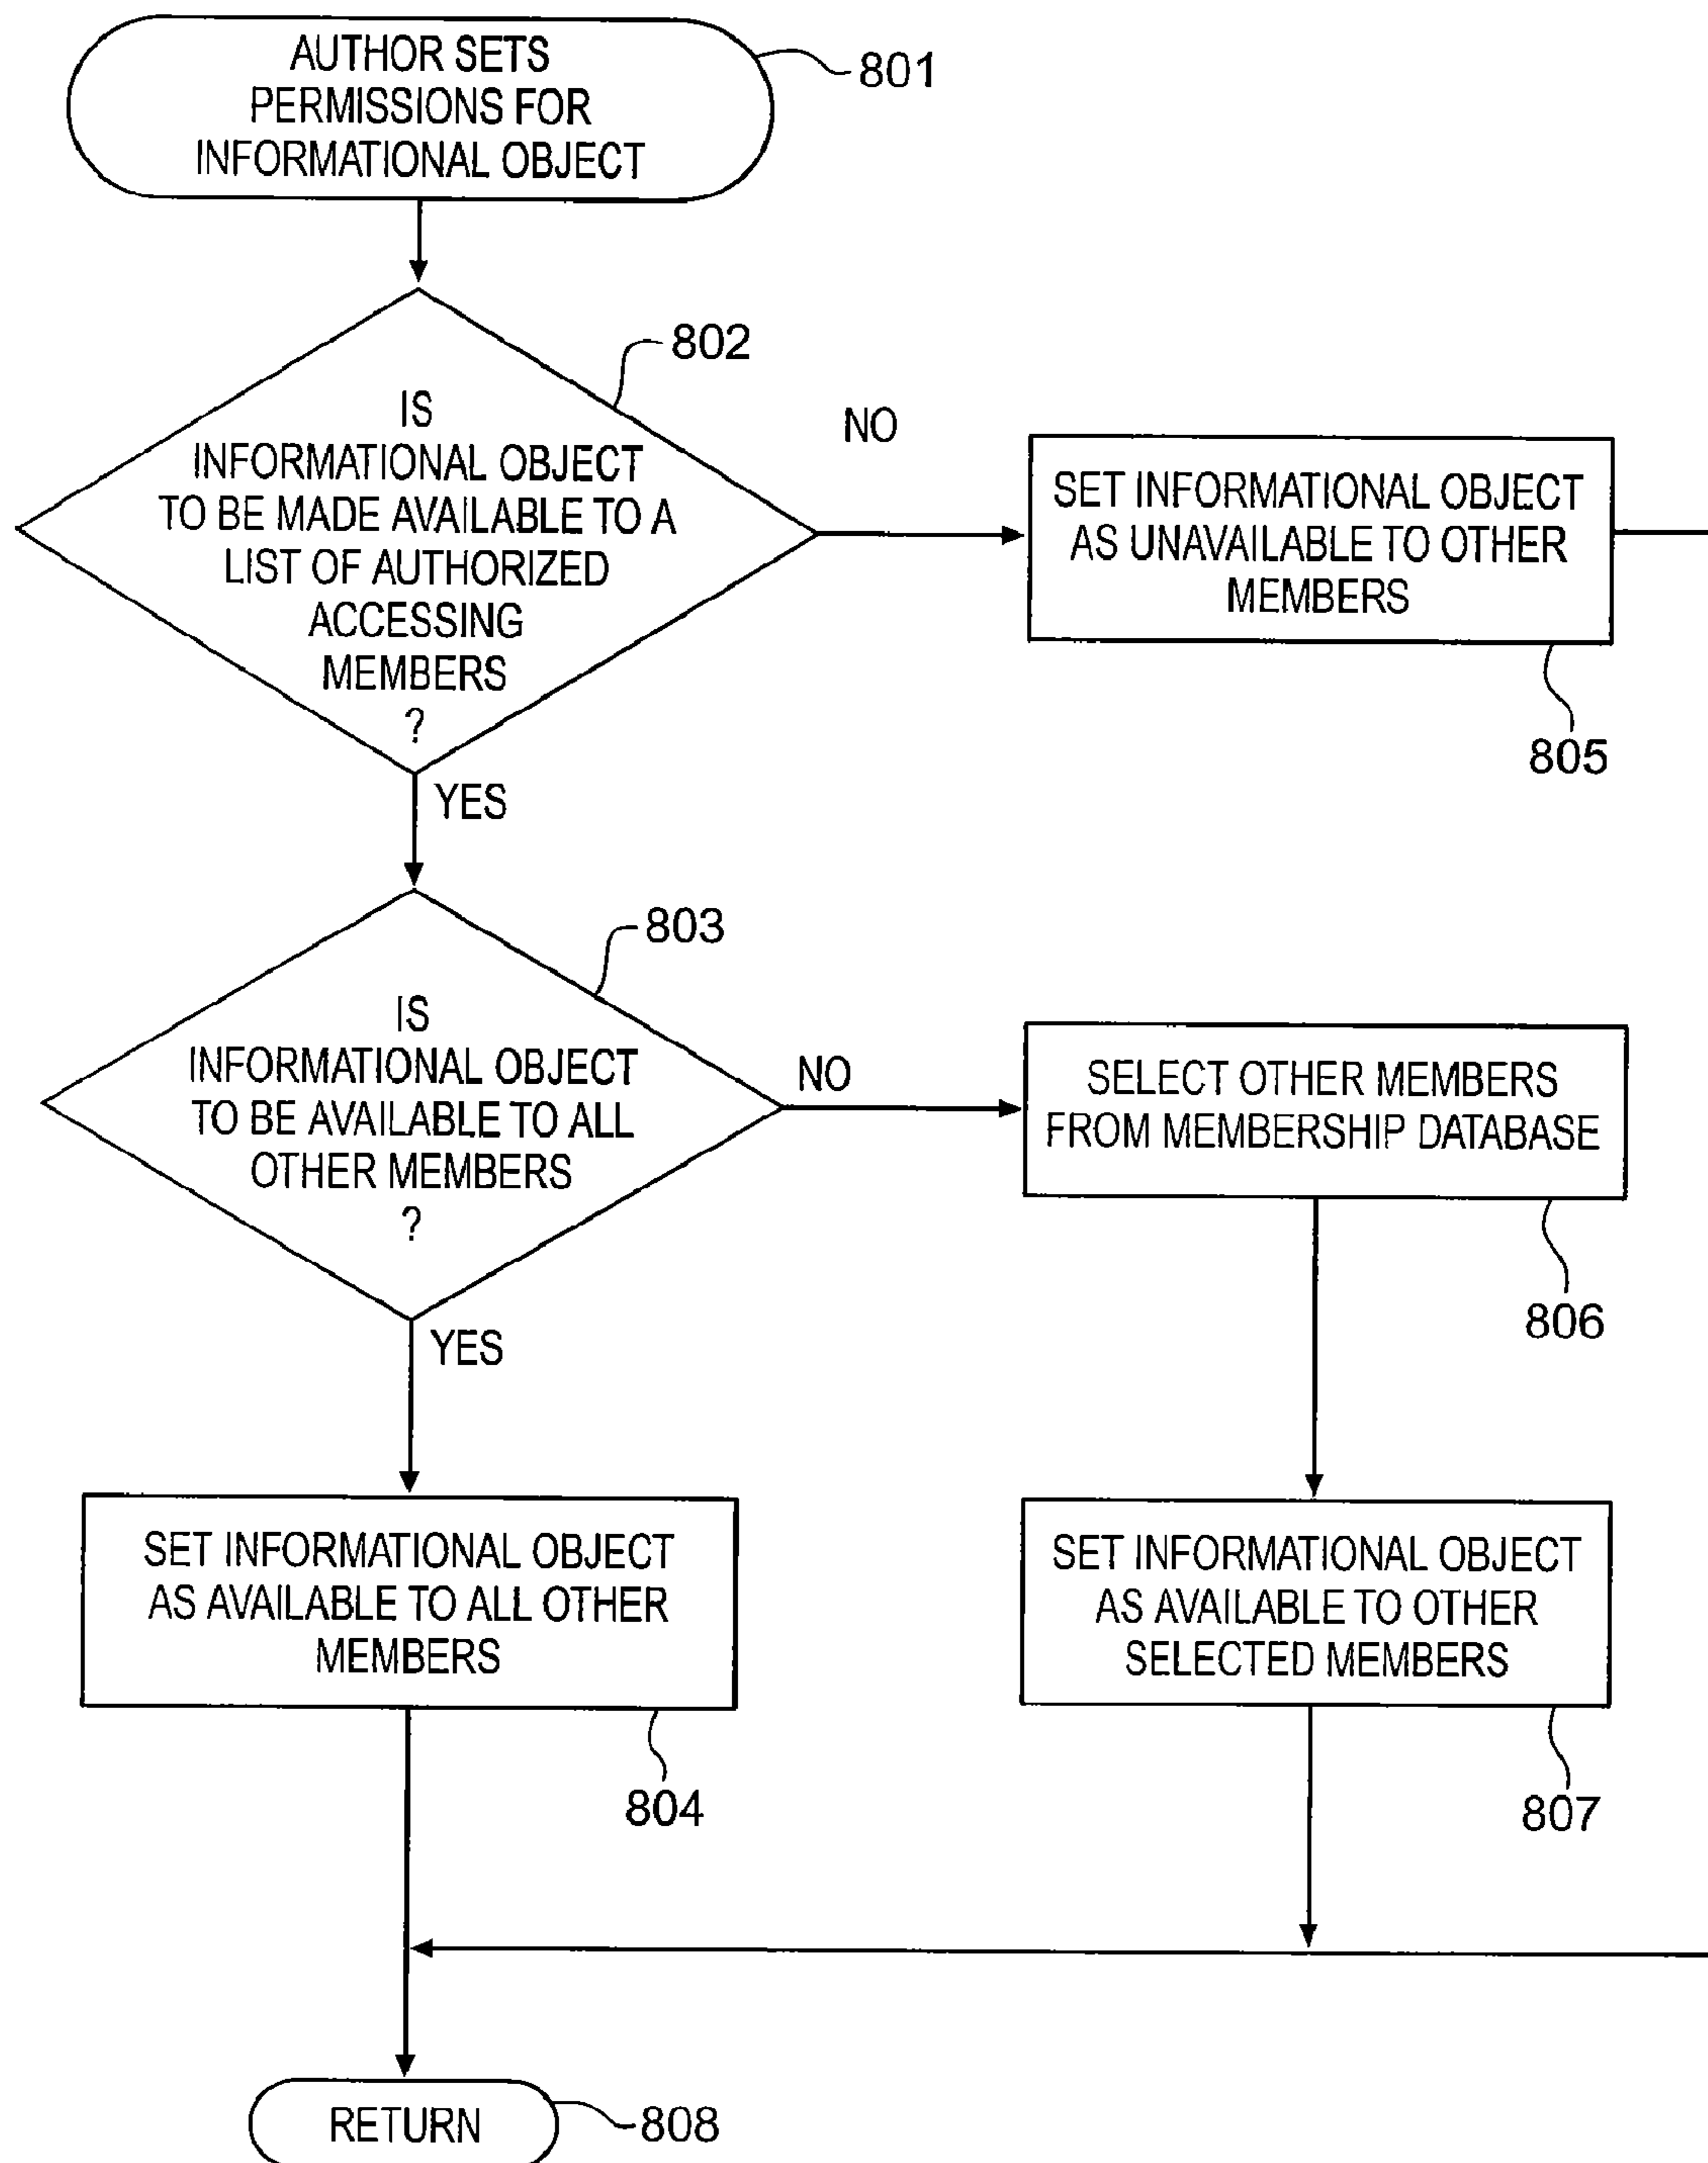 AUTHOR SETS
PERMISSIONS FOR
INFORMATIONAL OBJECT
801
802
IS
INFORMATIONAL OBJECT
TO BE MADE AVAILABLE TO A
LIST OF AUTHORIZED
ACCESSING
MEMBERS
?
NO
SET INFORMATIONAL OBJECT
AS UNAVAILABLE TO OTHER
MEMBERS
805
YES
803
IS
INFORMATIONAL OBJECT
TO BE AVAILABLE TO ALL
OTHER MEMBERS
?
NO
SELECT OTHER MEMBERS
FROM MEMBERSHIP DATABASE
806
YES
SET INFORMATIONAL OBJECT
AS AVAILABLE TO ALL OTHER
MEMBERS
804
SET INFORMATIONAL OBJECT
AS AVAILABLE TO OTHER
SELECTED MEMBERS
807
RETURN
808